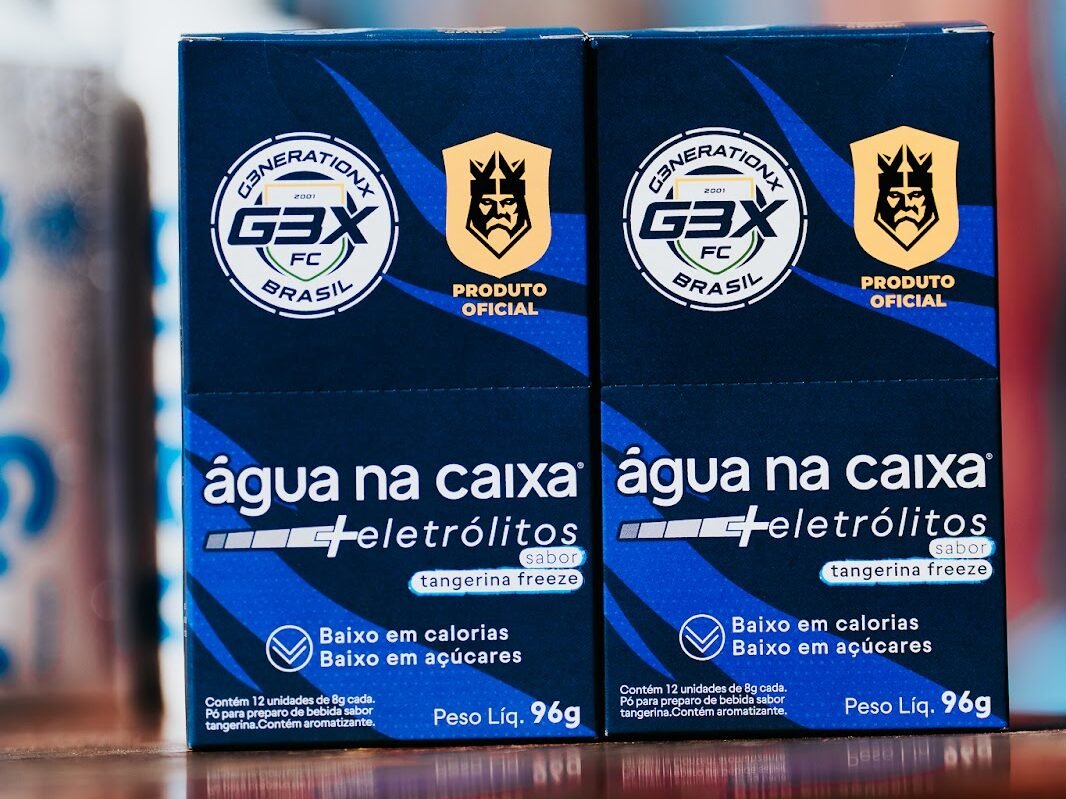 G3NERATIONX
2001
G3X
FC
BRASIL
PRODUTO
OFICIAL
água na caixa®
+eletrólitos
sabor
tangerina freeze
Baixo em calorias
Baixo em açúcares
Contém 12 unidades de 8g cada.
Pó para preparo de bebida sabor
tangerina.Contém aromatizante.
Peso Líq. 96g
G3NERATIONX
2001
G3X
FC
BRASIL
PRODUTO
OFICIAL
água na caixa®
+eletrólitos
sabor
tangerina freeze
Baixo em calorias
Baixo em açúcares
Contém 12 unidades de 8g cada.
Pó para preparo de bebida sabor
tangerina.Contém aromatizante.
Peso Líq. 96g